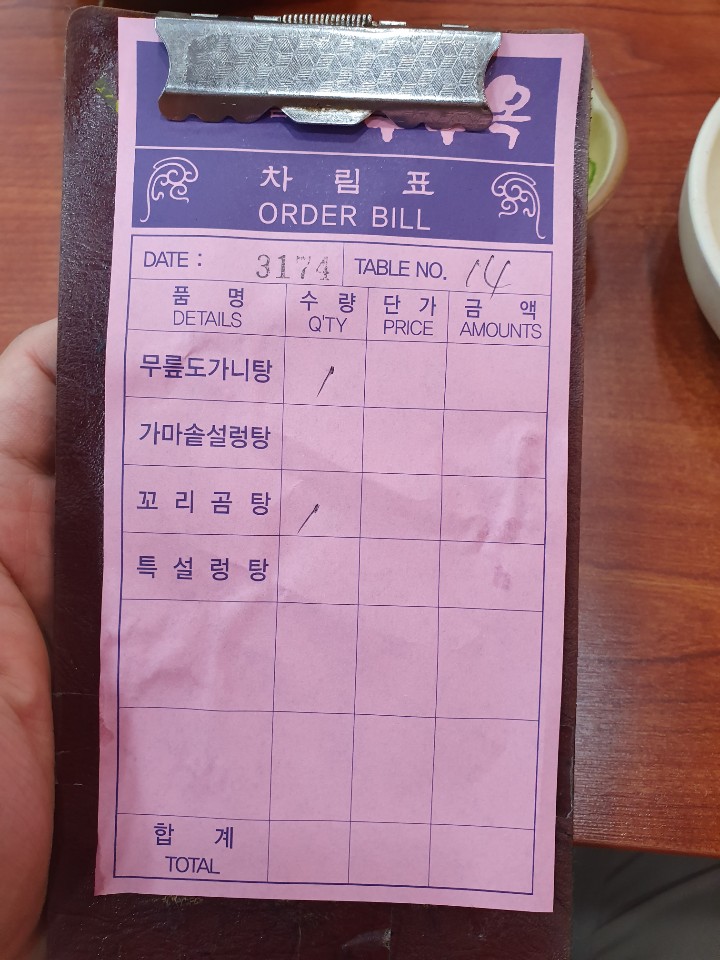 옥
차 림 표
ORDER BILL
DATE : 3174 TABLE NO. 14
품 명 수 량 단 가 금 액
DETAILS Q'TY PRICE AMOUNTS
무릎도가니탕 /
가마솥설렁탕
꼬 리 곰 탕 /
특 설 렁 탕
합 계
TOTAL